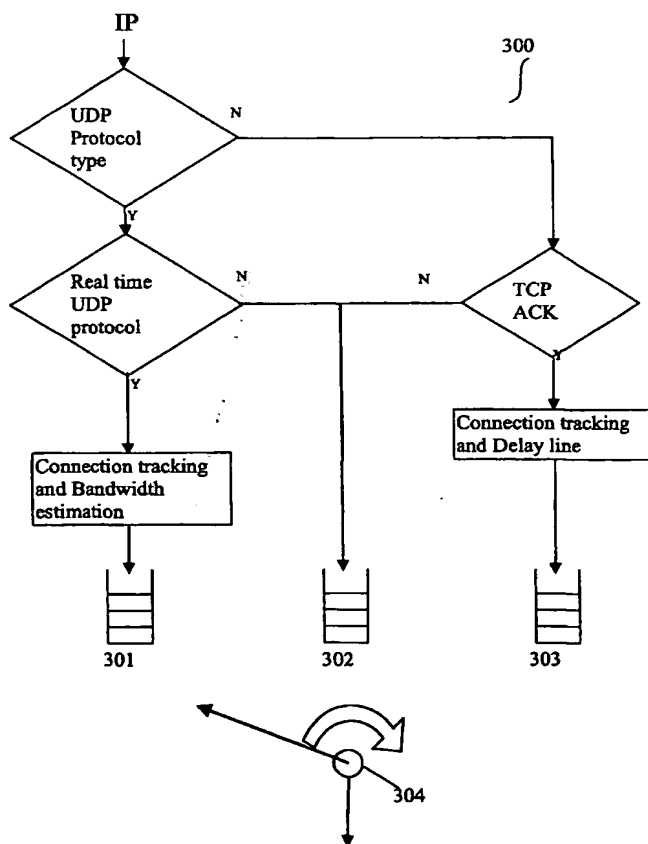 IP
300
UDP
Protocol
type
N
Y
Real time
UDP
protocol
N
N
TCP
ACK
Y
Y
Connection tracking
and Bandwidth
estimation
Connection tracking
and Delay line
301
302
303
304